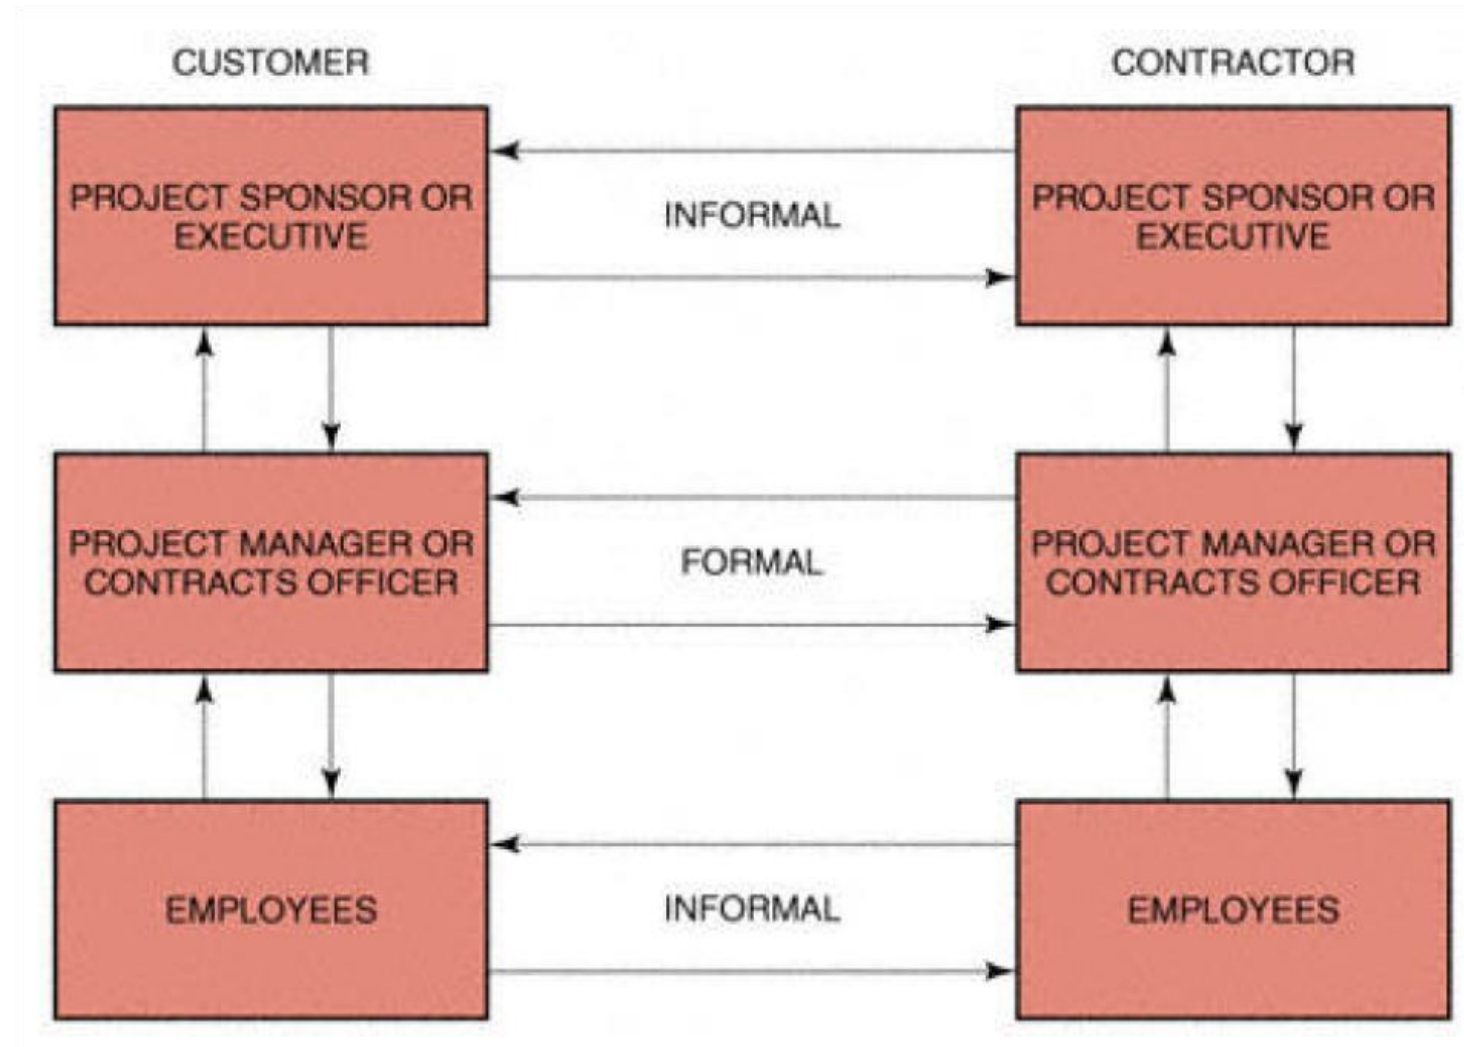 CUSTOMER
CONTRACTOR
PROJECT SPONSOR OR
EXECUTIVE
INFORMAL
PROJECT SPONSOR OR
EXECUTIVE
PROJECT MANAGER OR
CONTRACTS OFFICER
FORMAL
PROJECT MANAGER OR
CONTRACTS OFFICER
EMPLOYEES
INFORMAL
EMPLOYEES